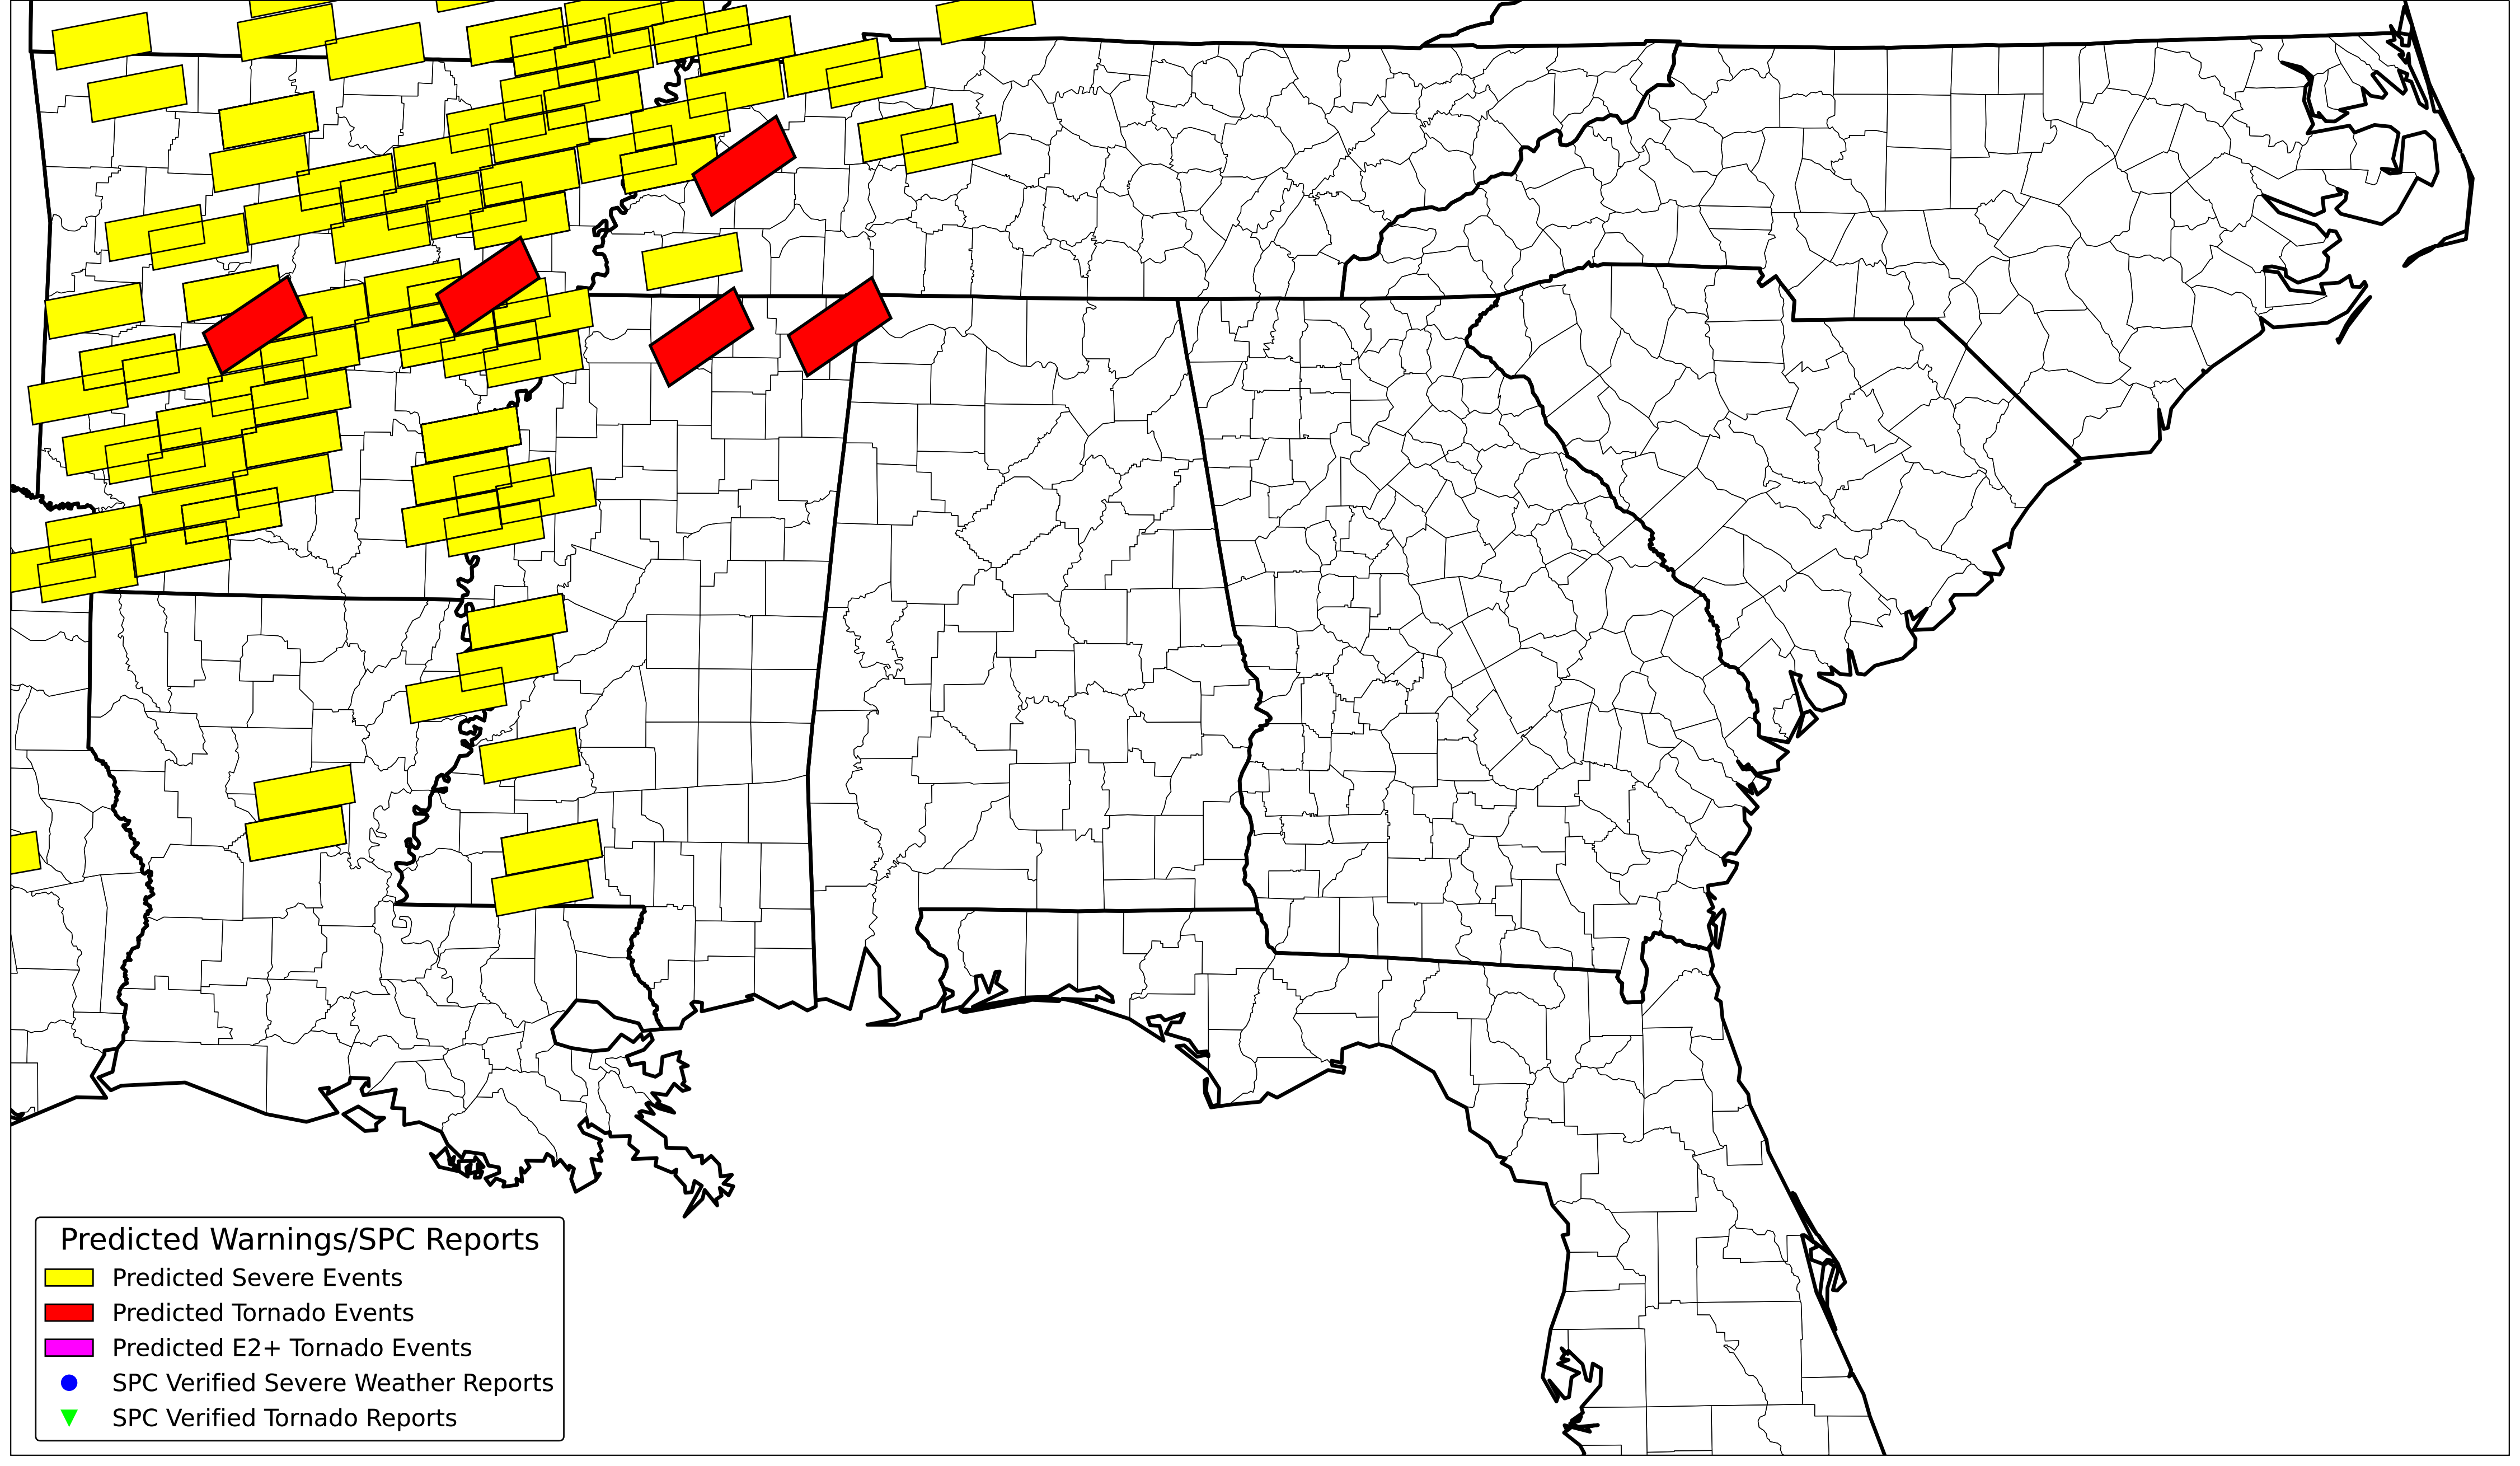 Predicted Warnings/SPC Reports
Predicted Severe Events
Predicted Tornado Events
Predicted E2+ Tornado Events
SPC Verified Severe Weather Reports
SPC Verified Tornado Reports